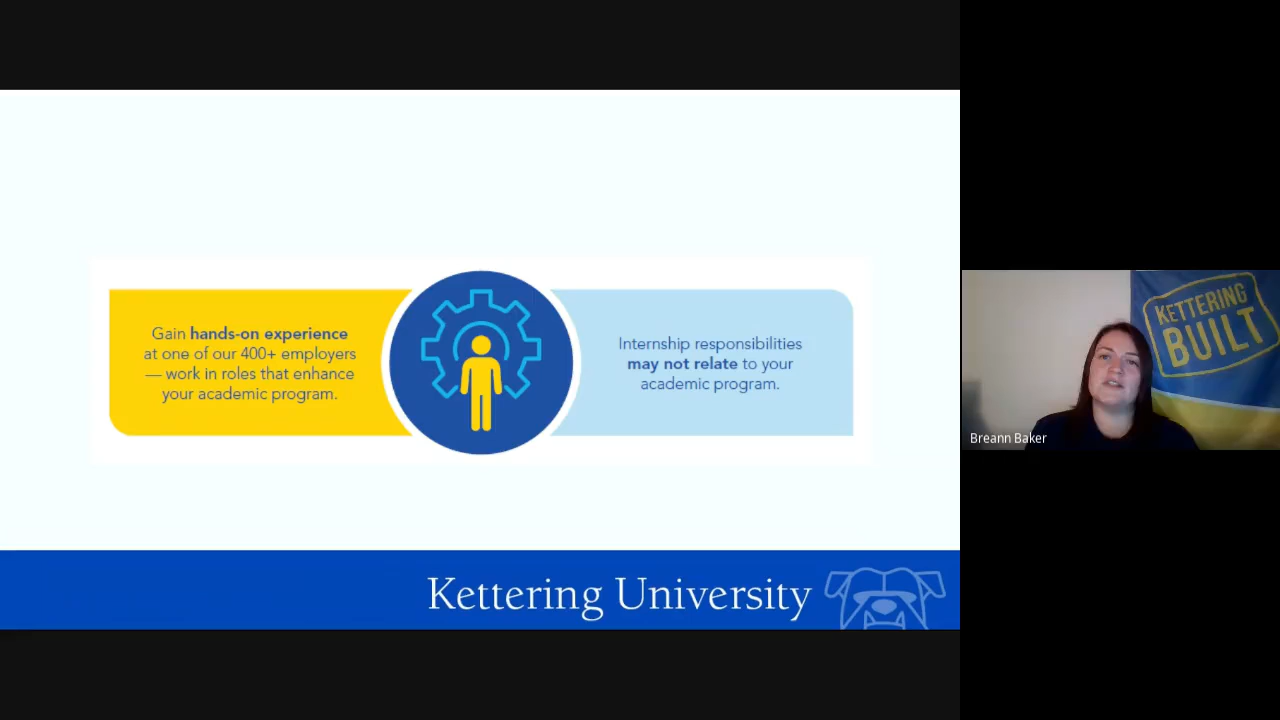 Gain hands-on experience
at one of our 400+ employers
— work in roles that enhance
your academic program.
Internship responsibilities
may not relate to your
academic program.
Kettering University
KETTERING
BUILT
Breann Baker